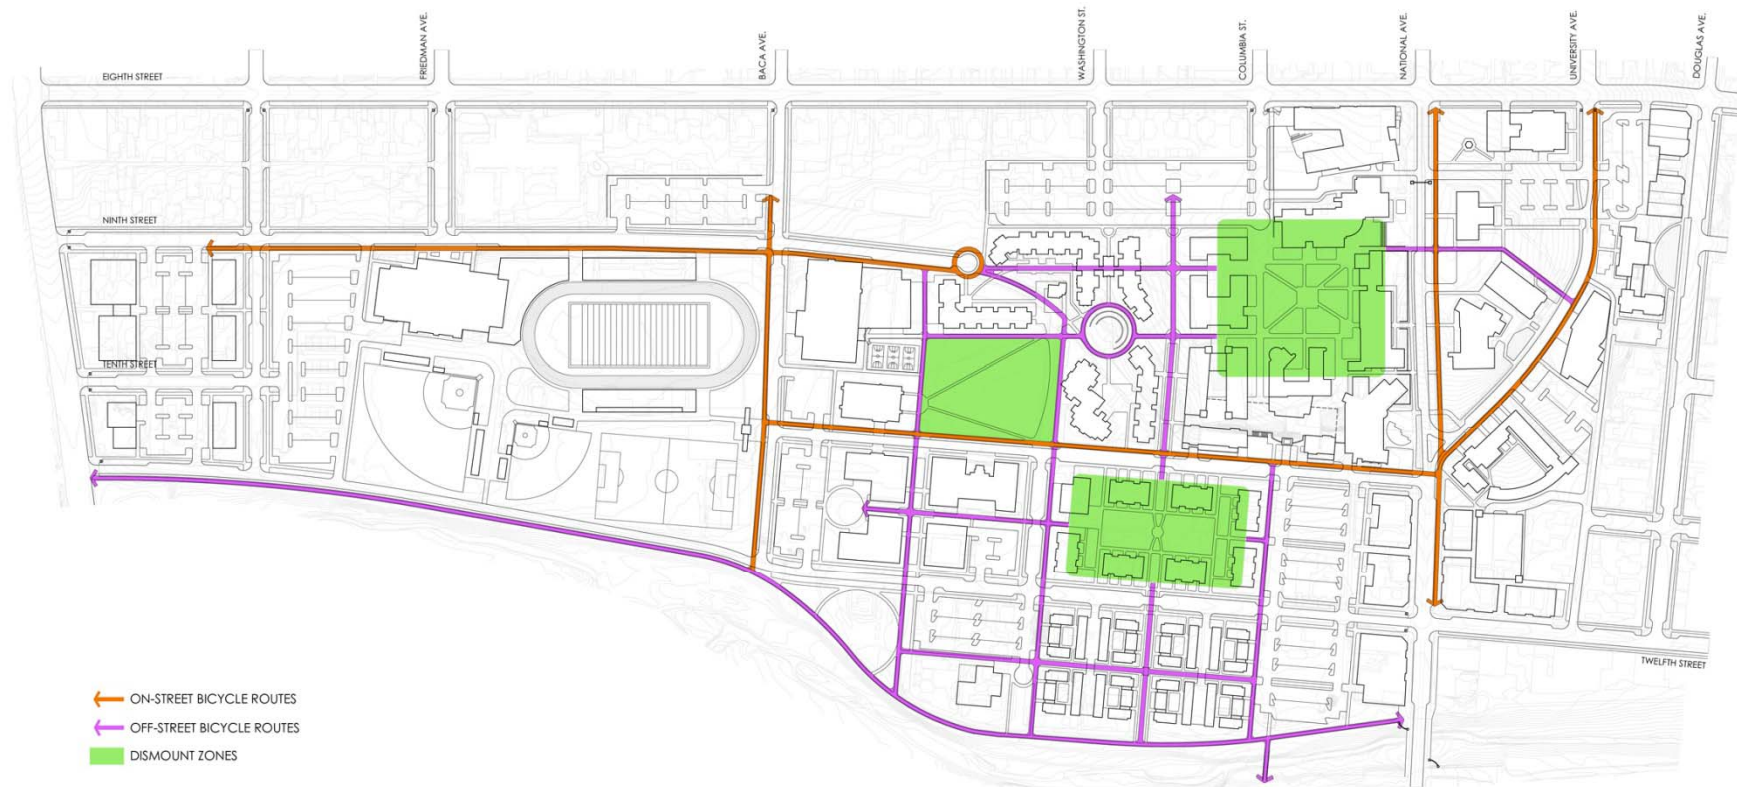 FRIEDMAN AVE.
BACA AVE.
WASHINGTON ST.
COLUMBIA ST.
NATIONAL AVE.
UNIVERSITY AVE.
DOUGLAS AVE.
EIGHTH STREET
NINTH STREET
TENTH STREET
TWELFTH STREET
ON-STREET BICYCLE ROUTES
OFF-STREET BICYCLE ROUTES
DISMOUNT ZONES